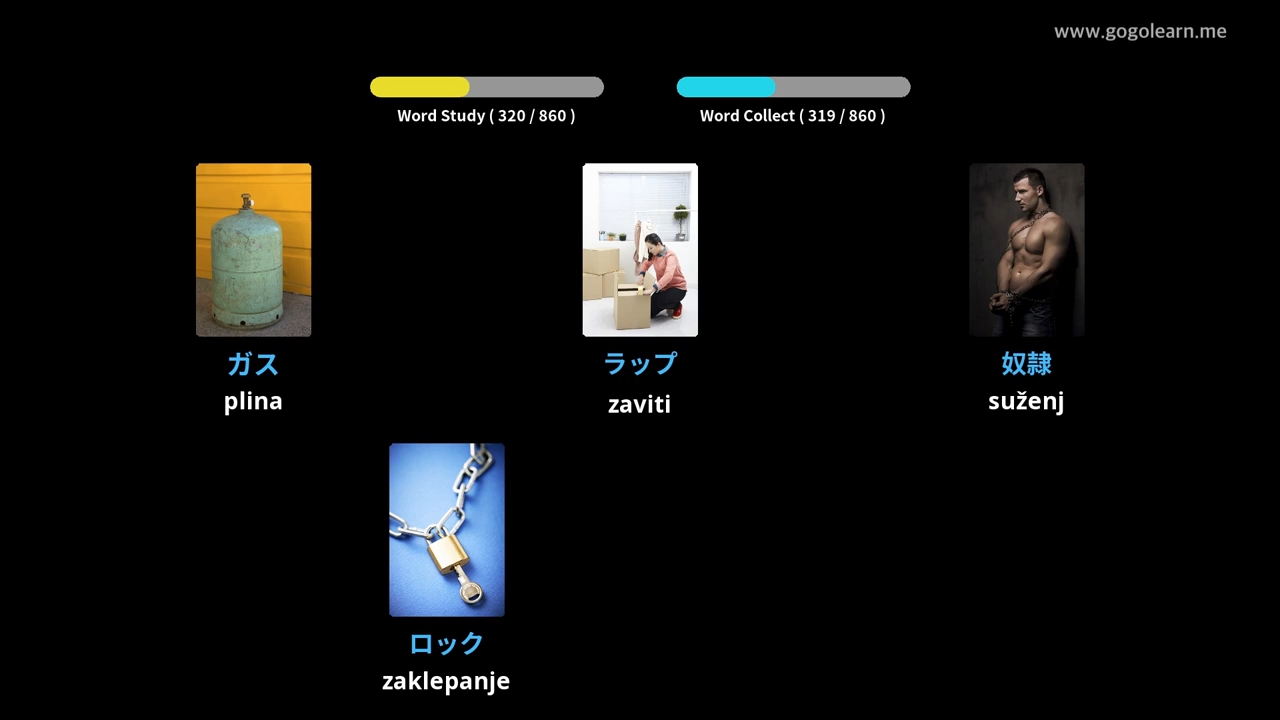 www.gogolearn.me
Word Study ( 320 / 860 )
Word Collect ( 319 / 860 )
ガス
plina
ラップ
zaviti
奴隷
suženj
ロック
zaklepanje